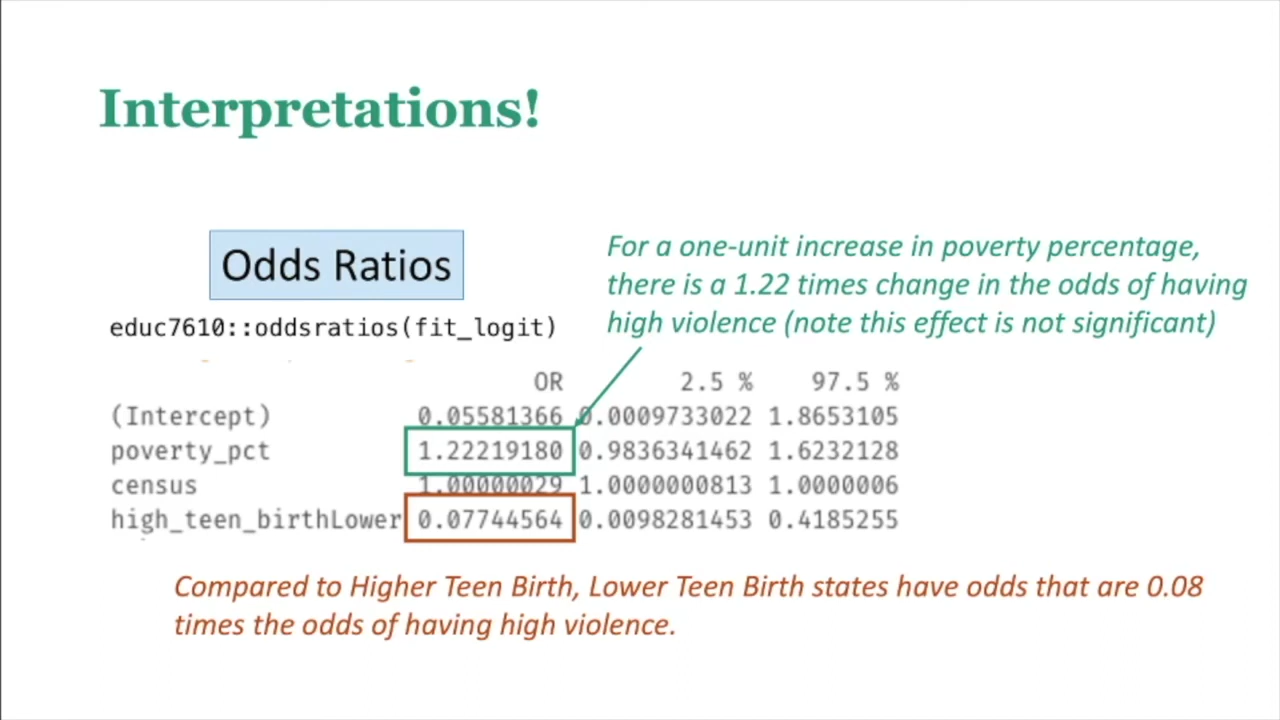 Interpretations!
Odds Ratios
educ7610::oddsratios(fit_logit)
For a one-unit increase in poverty percentage,
there is a 1.22 times change in the odds of having
high violence (note this effect is not significant)
OR 2.5 % 97.5 %
(Intercept) 0.05581366 0.0009733022 1.8653105
poverty_pct 1.22219180 0.9836341462 1.6232128
census 1.00000029 1.0000000813 1.0000006
high_teen_birthLower 0.07744564 0.0098281453 0.4185255
Compared to Higher Teen Birth, Lower Teen Birth states have odds that are 0.08
times the odds of having high violence.